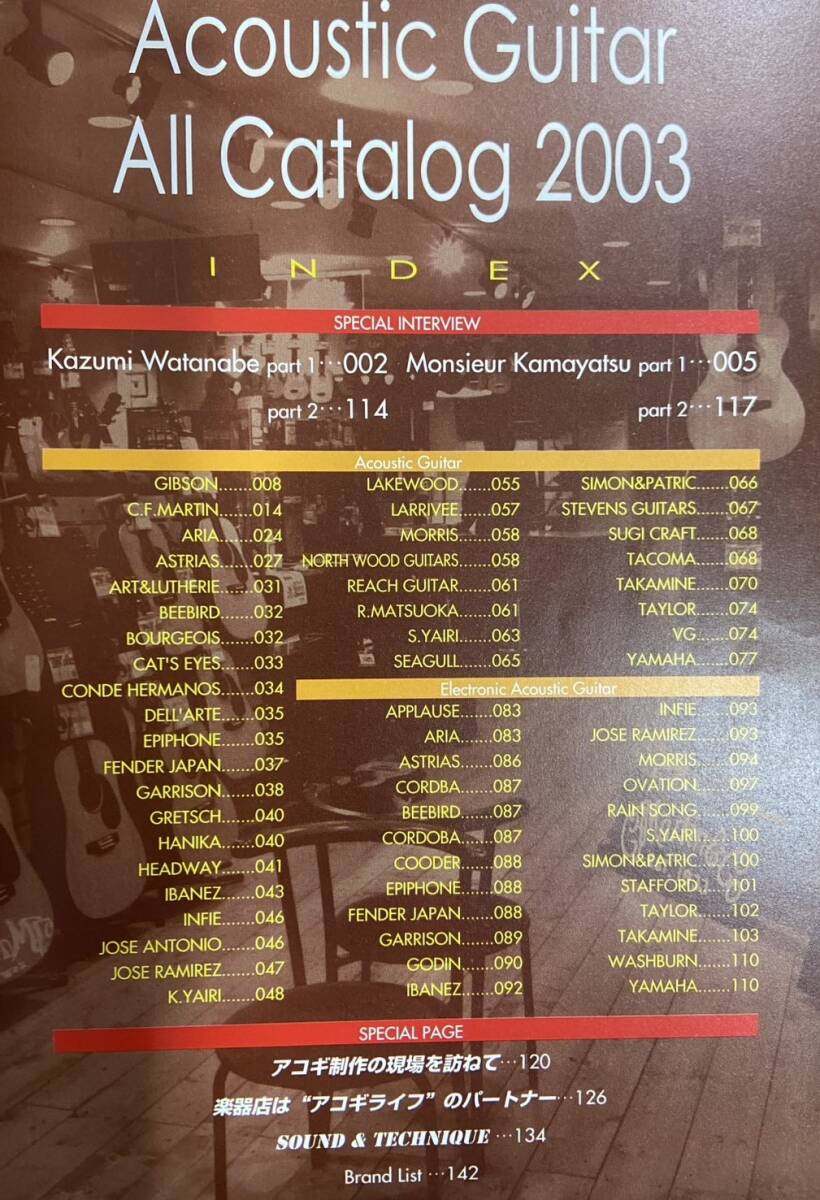 Acoustic Guitar
All Catalog 2003
INDEX
SPECIAL INTERVIEW
Kazumi Watanabe part 1…002
part 2…114
Monsieur Kamayatsu part 1…005
part 2…117
Acoustic Guitar
GIBSON.......008
C.F.MARTIN.......014
ARIA.......024
ASTRIAS.......027
ART&LUTHERIE.......031
BEEBIRD.......032
BOURGEOIS.......032
CAT'S EYES.......033
CONDE HERMANOS.......034
DELL'ARTE.......035
EPIPHONE.......035
FENDER JAPAN.......037
GARRISON.......038
GRETSCH.......040
HANIKA.......040
HEADWAY.......041
IBANEZ.......043
INFIE.......046
JOSE ANTONIO.......046
JOSE RAMIREZ.......047
K.YAIRI.......048
LAKEWOOD.......055
LARRIVEE.......057
MORRIS.......058
NORTH WOOD GUITARS.......058
REACH GUITAR.......061
R.MATSUOKA.......061
S.YAIRI.......063
SEAGULL.......065
SIMON&PATRIC.......066
STEVENS GUITARS.......067
SUGI CRAFT.......068
TACOMA.......068
TAKAMINE.......070
TAYLOR.......074
VG.......074
YAMAHA.......077
Electronic Acoustic Guitar
APPLAUSE.......083
ARIA.......083
ASTRIAS.......086
CORDBA.......087
BEEBIRD.......087
CORDOBA.......087
COODER.......088
EPIPHONE.......088
FENDER JAPAN.......088
GARRISON.......089
GODIN.......090
IBANEZ.......092
INFIE.......093
JOSE RAMIREZ.......093
MORRIS.......094
OVATION.......097
RAIN SONG.......099
S.YAIRI.......100
SIMON&PATRIC.......100
STAFFORD.......101
TAYLOR.......102
TAKAMINE.......103
WASHBURN.......110
YAMAHA.......110
SPECIAL PAGE
アコギ制作の現場を訪ねて…120
楽器店は“アコギライフ”のパートナー…126
SOUND & TECHNIQUE…134
Brand List…142